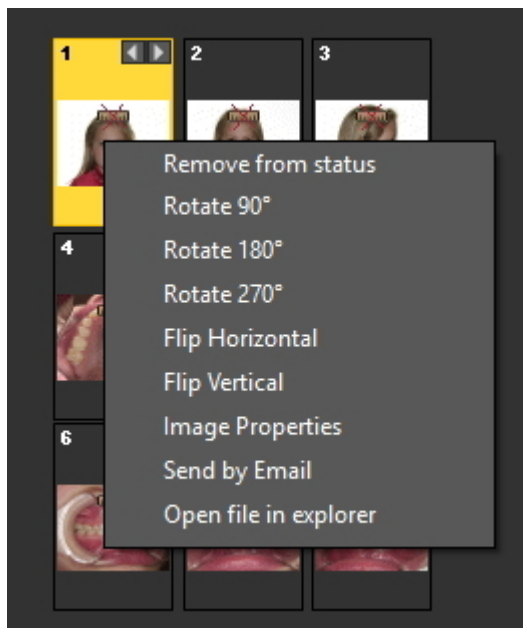 1 2 3
Remove from status
Rotate 90°
Rotate 180°
4
Rotate 270°
Flip Horizontal
Flip Vertical
Image Properties
6
Send by Email
Open file in explorer